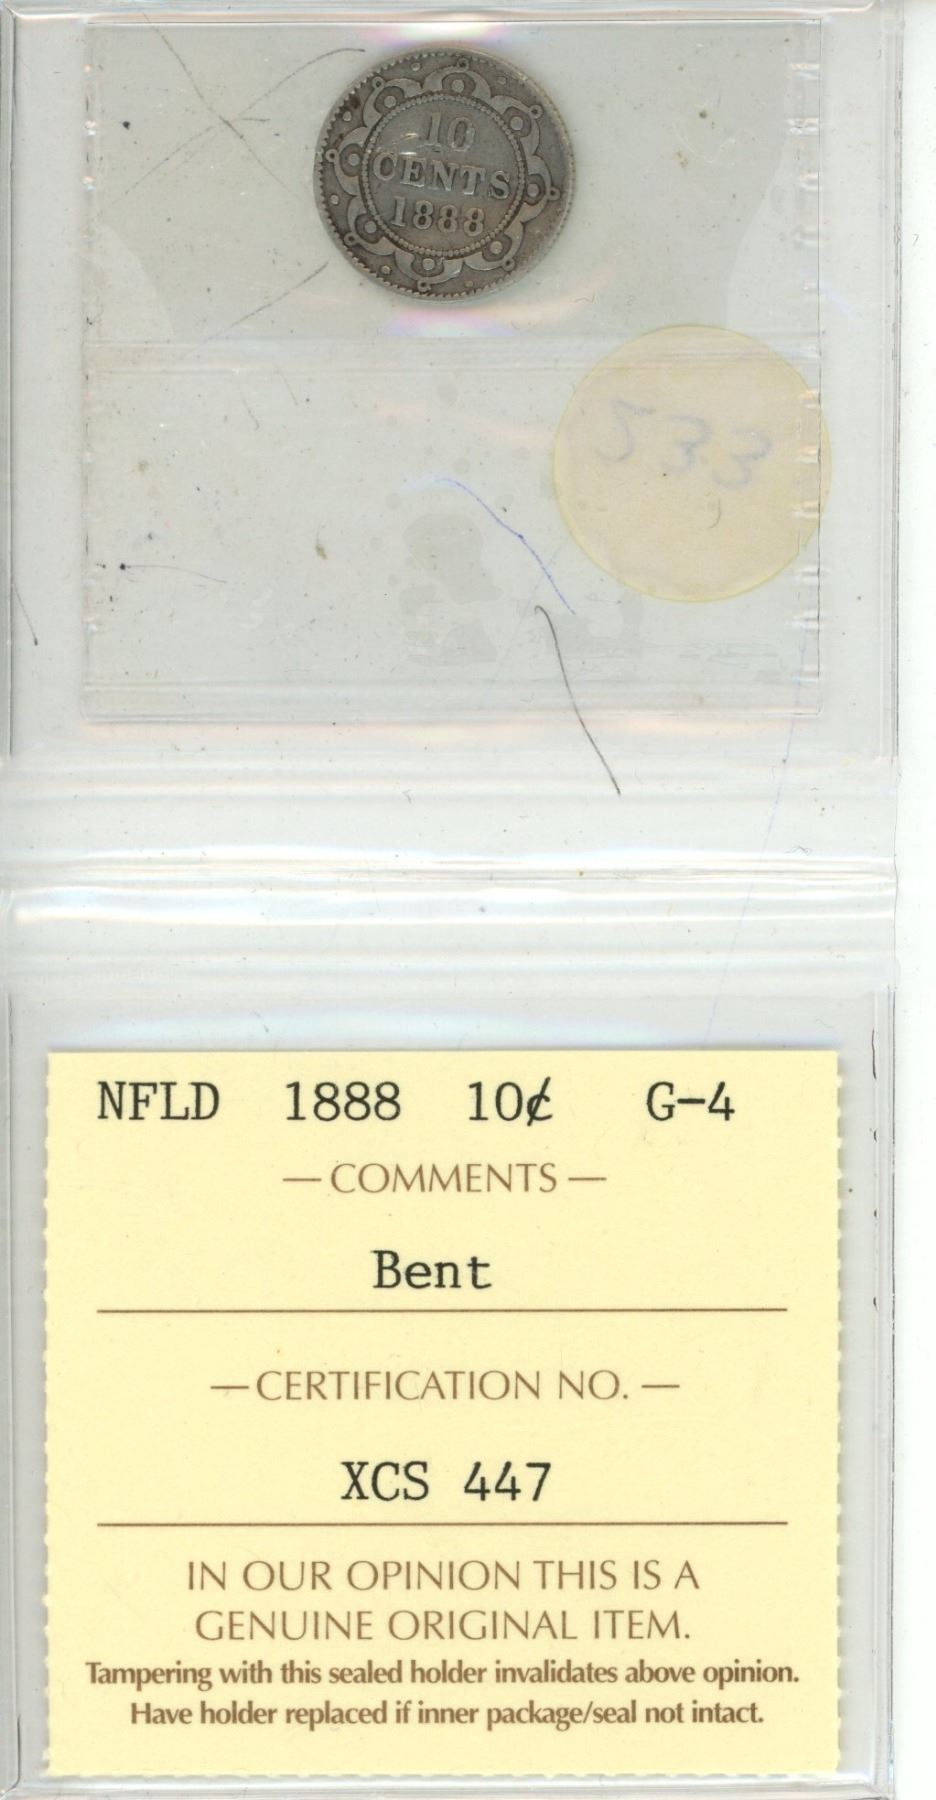 10
CENTS
1888
233
NFLD 1888 10¢ G-4
— COMMENTS —
Bent
— CERTIFICATION NO. —
XCS 447
IN OUR OPINION THIS IS A
GENUINE ORIGINAL ITEM.
Tampering with this sealed holder invalidates above opinion.
Have holder replaced if inner package/seal not intact.